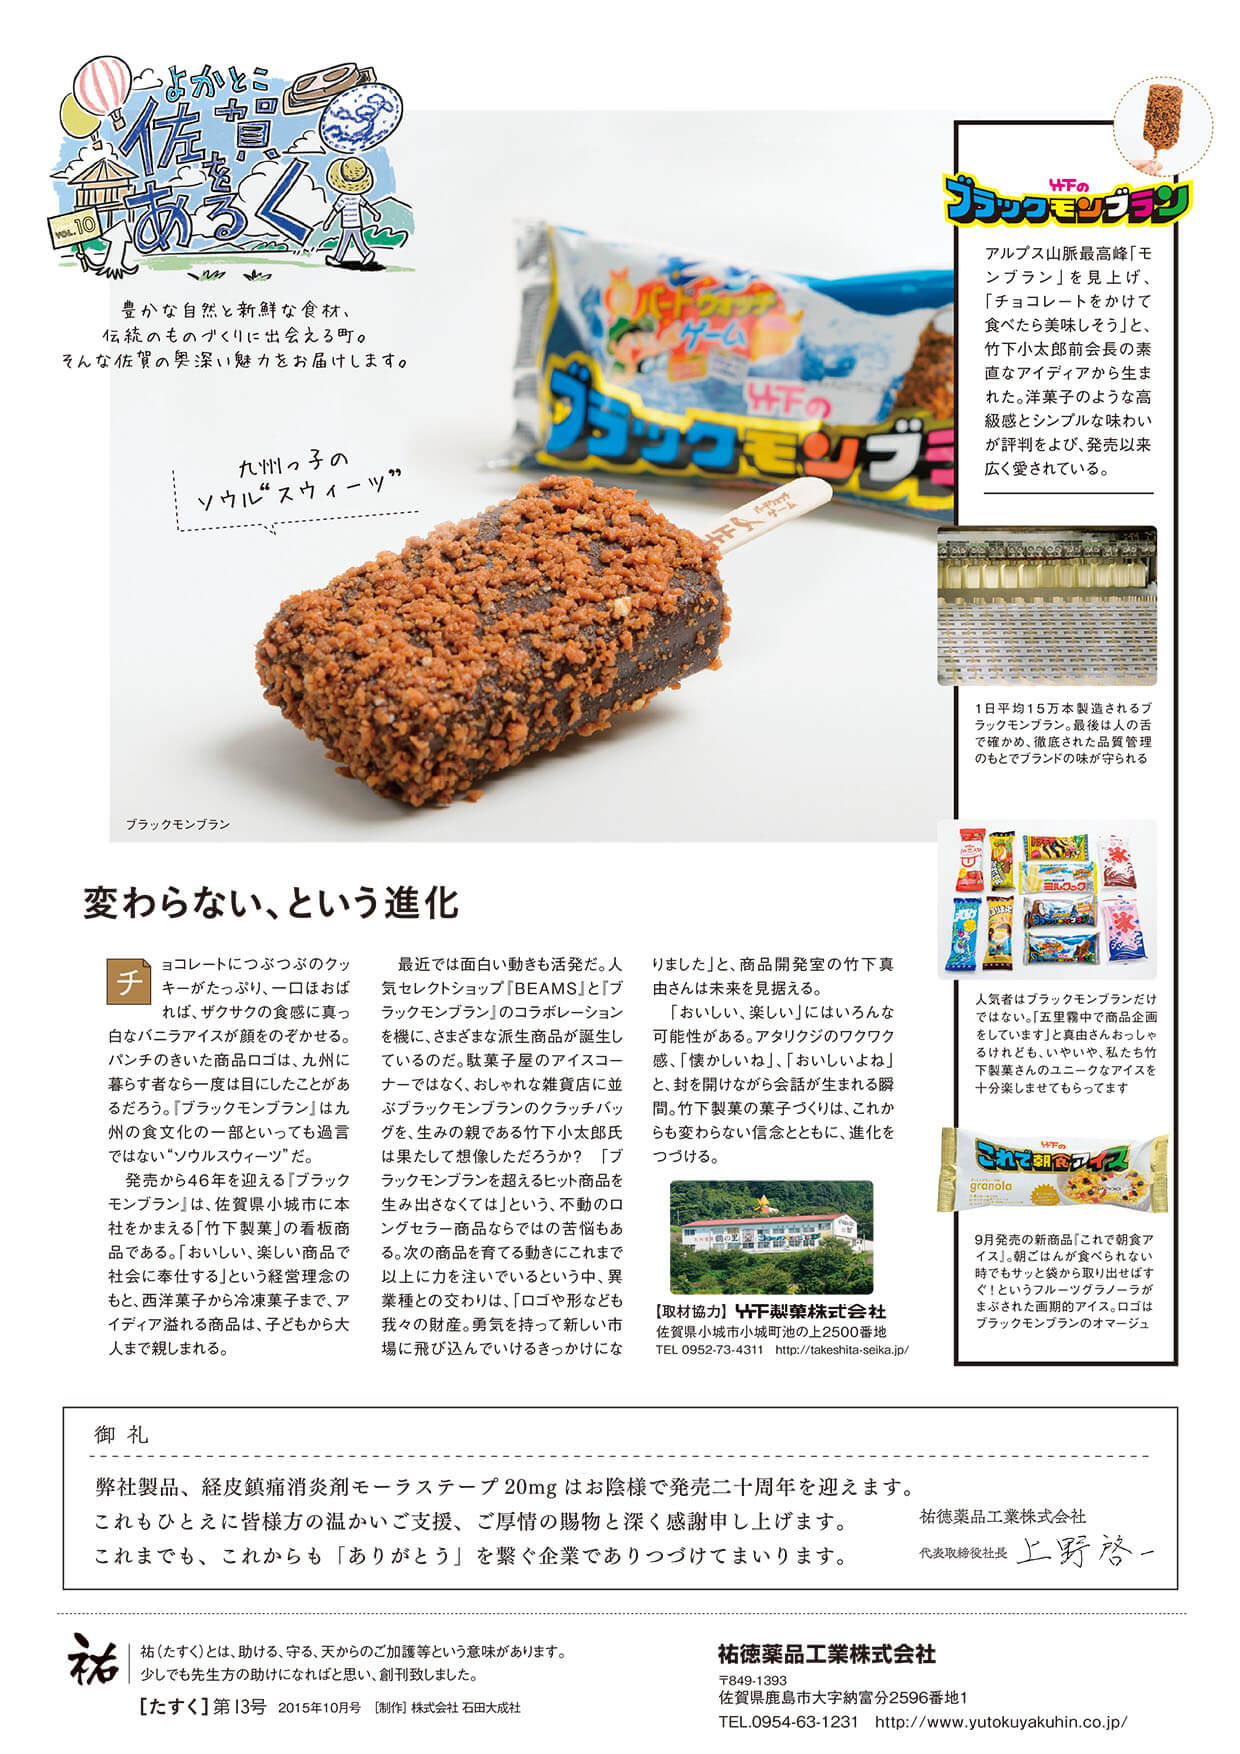 よかとこ
佐賀を
あるく
VOL.10
豊かな自然と新鮮な食材、
伝統のものづくりに出会える町。
そんな佐賀の奥深い魅力をお届けします。
九州っ子の
ソウル“スウィーツ”
バードウォッチ
ゲーム
竹下の
ブラックモンブラン
竹下 バードウォッチ
ゲーム
ブラックモンブラン
竹下の
ブラックモンブラン
アルプス山脈最高峰「モ
ンブラン」を見上げ、
「チョコレートをかけて
食べたら美味しそう」と、
竹下小太郎前会長の素
直なアイディアから生ま
れた。洋菓子のような高
級感とシンプルな味わい
が評判をよび、発売以来
広く愛されている。
1日平均15万本製造されるブ
ラックモンブラン。最後は人の舌
で確かめ、徹底された品質管理
のもとでブランドの味が守られる
ミルクック
氷
氷
人気者はブラックモンブランだけ
ではない。「五里霧中で商品企画
をしています」と真由さんおっしゃ
るけれども、いやいや、私たち竹
下製菓さんのユニークなアイスを
十分楽しませてもらってます
竹下の
これで朝食アイス
granola
9月発売の新商品『これで朝食ア
イス』。朝ごはんが食べられない
時でもサッと袋から取り出せばす
ぐ！というフルーツグラノーラが
まぶされた画期的アイス。ロゴは
ブラックモンブランのオマージュ
変わらない、という進化
チョコレートにつぶつぶのクッ
キーがたっぷり、一口ほおば
れば、ザクザクの食感に真っ
白なバニラアイスが顔をのぞかせる。
パンチのきいた商品ロゴは、九州に
暮らす者なら一度は目にしたことがあ
るだろう。『ブラックモンブラン』は九
州の食文化の一部といっても過言
ではない“ソウルスウィーツ”だ。
発売から46年を迎える『ブラック
モンブラン』は、佐賀県小城市に本
社をかまえる「竹下製菓」の看板商
品である。「おいしい、楽しい商品で
社会に奉仕する」という経営理念の
もと、西洋菓子から冷凍菓子まで、ア
イディア溢れる商品は、子どもから大
人まで親しまれる。
最近では面白い動きも活発だ。人
気セレクトショップ『BEAMS』と『ブ
ラックモンブラン』のコラボレーション
を機に、さまざまな派生商品が誕生し
ているのだ。駄菓子屋のアイスコー
ナーではなく、おしゃれな雑貨店に並
ぶブラックモンブランのクラッチバッ
グを、生みの親である竹下小太郎氏
は果たして想像しただろうか？ 「ブ
ラックモンブランを超えるヒット商品を
生み出さなくては」という、不動のロ
ングセラー商品ならではの苦悩もあ
る。次の商品を育てる動きにこれまで
以上に力を注いでいるという中、異
業種との交わりは、「ロゴや形なども
我々の財産。勇気を持って新しい市
場に飛び込んでいけるきっかけにな
りました」と、商品開発室の竹下真
由さんは未来を見据える。
「おいしい、楽しい」にはいろんな
可能性がある。アタリクジのワクワク
感、「懐かしいね」、「おいしいよね」
と、封を開けながら会話が生まれる瞬
間。竹下製菓の菓子づくりは、これか
らも変わらない信念とともに、進化を
つづける。
【取材協力】竹下製菓株式会社
佐賀県小城市小城町池の上2500番地
TEL 0952-73-4311 http://takeshita-seika.jp/
御 礼
弊社製品、経皮鎮痛消炎剤モーラステープ20mgはお陰様で発売二十周年を迎えます。
これもひとえに皆様方の温かいご支援、ご厚情の賜物と深く感謝申し上げます。
これまでも、これからも「ありがとう」を繋ぐ企業でありつづけてまいります。
祐徳薬品工業株式会社
代表取締役社長 上野啓一
祐
祐（たすく）とは、助ける、守る、天からのご加護等という意味があります。
少しでも先生方の助けになればと思い、創刊致しました。
［たすく］第13号 2015年10月号 ［制作］株式会社 石田大成社
祐徳薬品工業株式会社
〒849-1393
佐賀県鹿島市大字納富分2596番地1
TEL.0954-63-1231 http://www.yutokuyakuhin.co.jp/